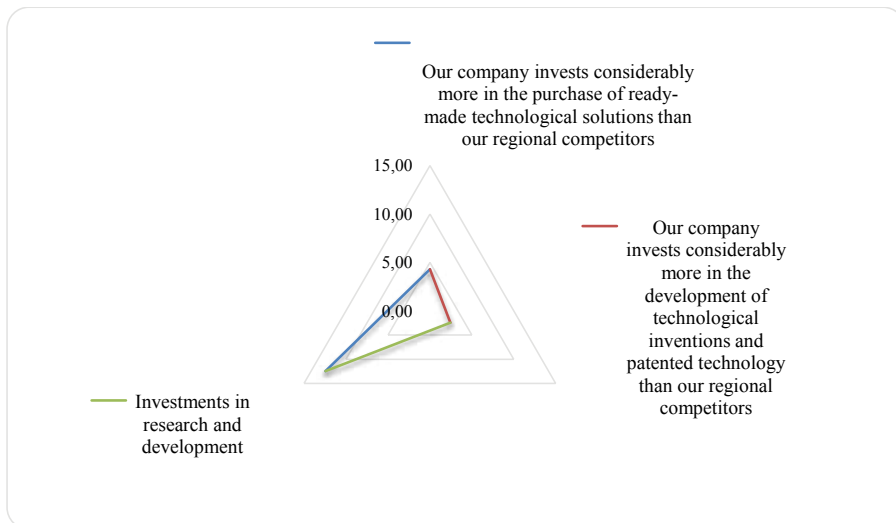 Our company invests considerably
more in the purchase of ready-
made technological solutions than
our regional competitors
15,00
10,00
5,00
0,00
Our company
invests considerably
more in the
development of
technological
inventions and
patented technology
than our regional
competitors
Investments in
research and
development